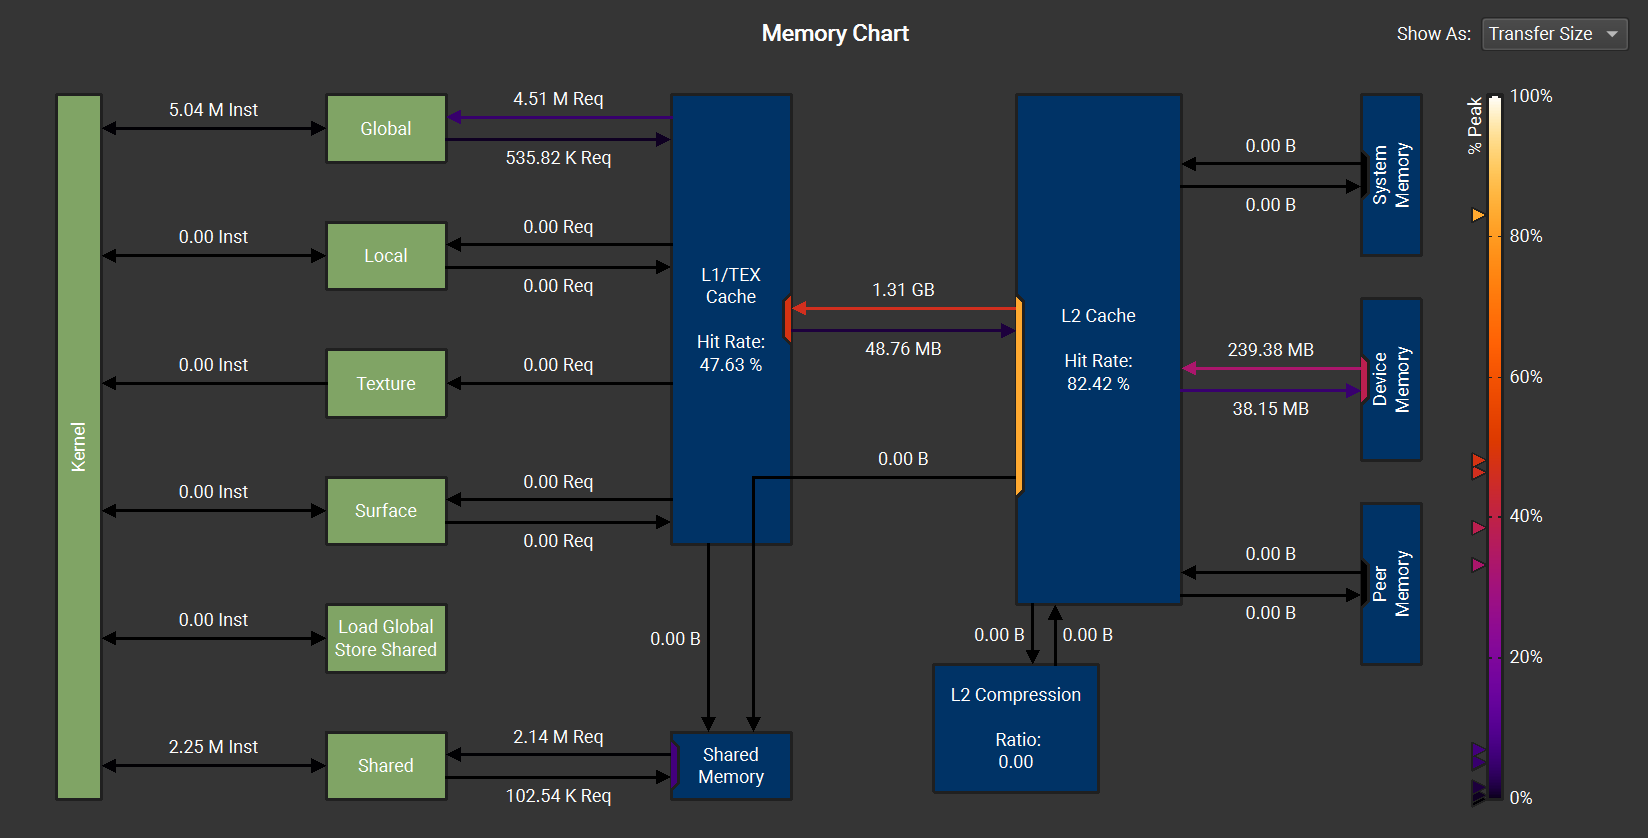 Memory Chart
Show As:
Transfer Size
Kernel
5.04 M Inst
Global
4.51 M Req
535.82 K Req
0.00 Inst
Local
0.00 Req
0.00 Req
0.00 Inst
Texture
0.00 Req
0.00 Inst
Surface
0.00 Req
0.00 Req
0.00 Inst
Load Global
Store Shared
2.25 M Inst
Shared
2.14 M Req
102.54 K Req
L1/TEX
Cache
Hit Rate:
47.63 %
0.00 B
Shared
Memory
1.31 GB
48.76 MB
0.00 B
L2 Cache
Hit Rate:
82.42 %
0.00 B
0.00 B
L2 Compression
Ratio:
0.00
0.00 B
0.00 B
System
Memory
239.38 MB
38.15 MB
Device
Memory
0.00 B
0.00 B
Peer
Memory
% Peak
100%
80%
60%
40%
20%
0%